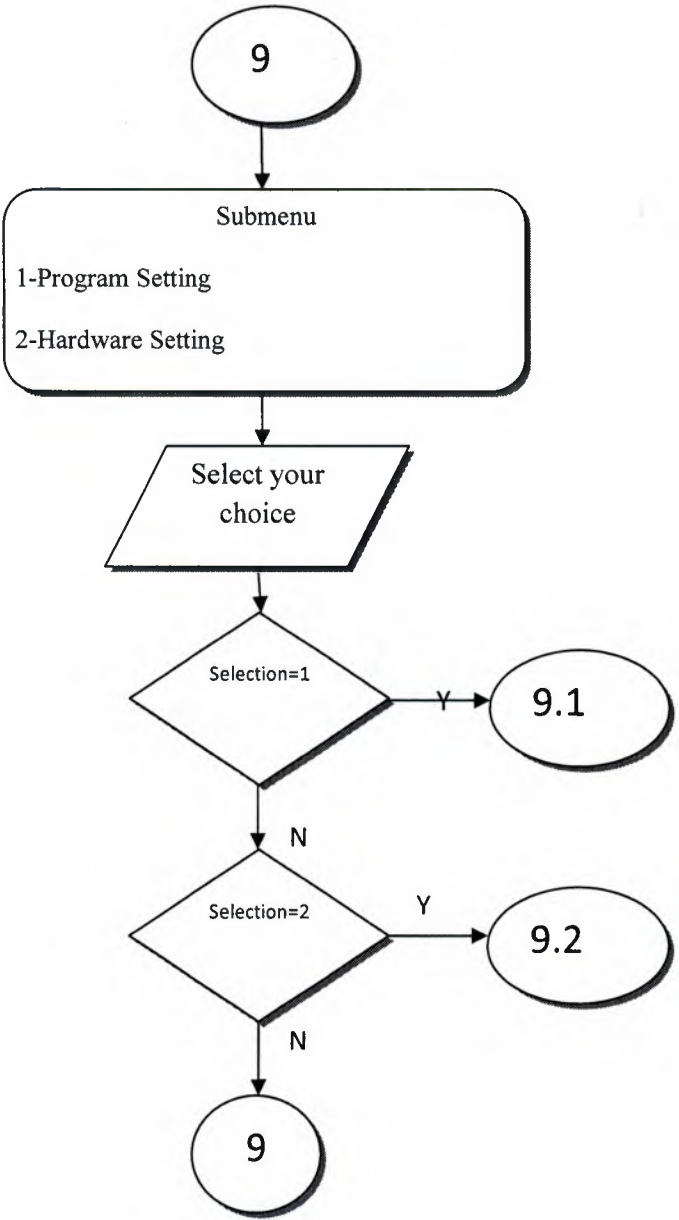 9
Submenu
1-Program Setting
2-Hardware Setting
Select your
choice
Selection=1
Y
9.1
N
Selection=2
Y
9.2
N
9